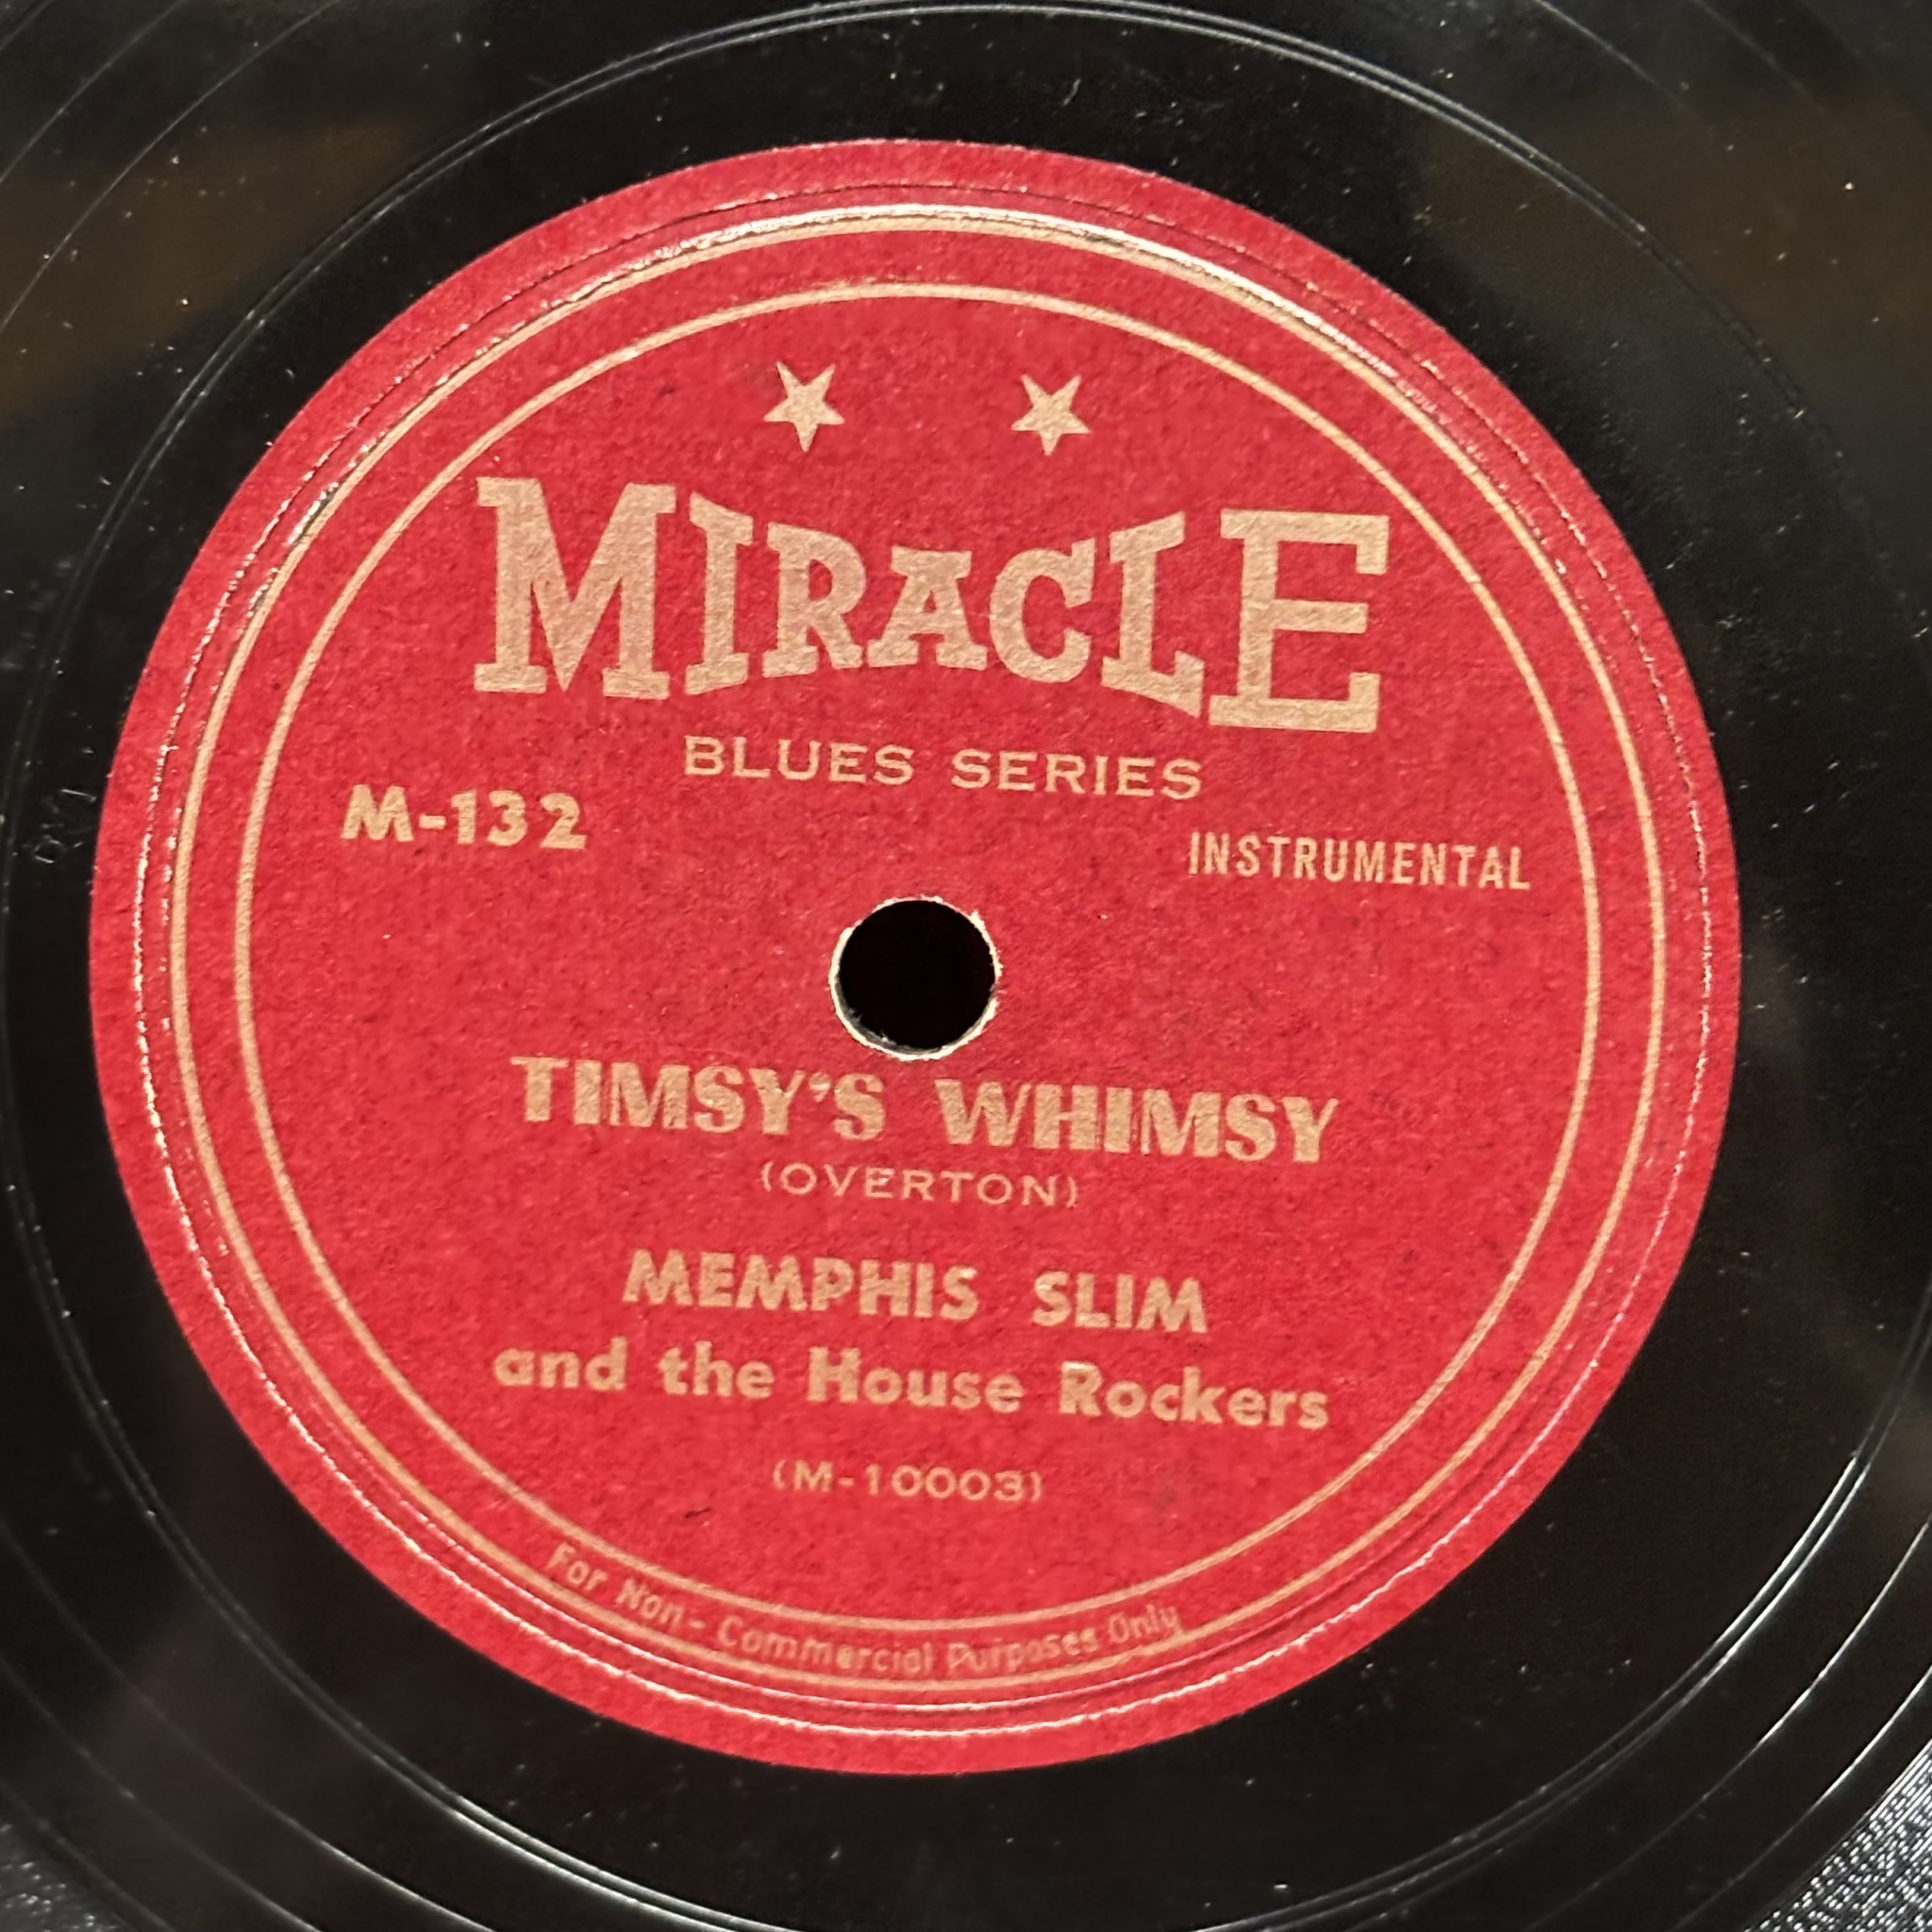 MIRACLE
BLUES SERIES
M-132
INSTRUMENTAL
TIMSY'S WHIMSY
(OVERTON)
MEMPHIS SLIM
and the House Rockers
(M-10003)
For Non-Commercial Purposes Only